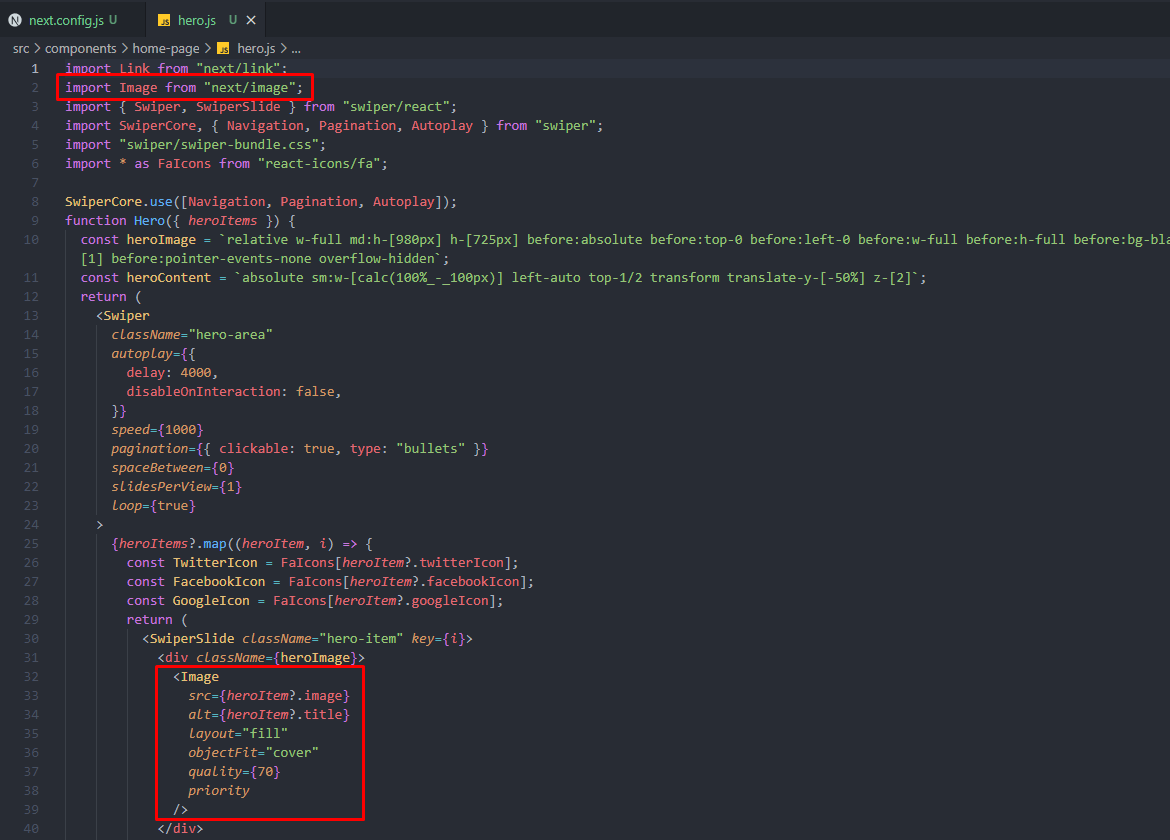 next.config.js U JS hero.js U ×
src > components > home-page > JS hero.js > ...
1 import Link from "next/link";
2 import Image from "next/image";
3 import { Swiper, SwiperSlide } from "swiper/react";
4 import SwiperCore, { Navigation, Pagination, Autoplay } from "swiper";
5 import "swiper/swiper-bundle.css";
6 import * as FaIcons from "react-icons/fa";
7
8 SwiperCore.use([Navigation, Pagination, Autoplay]);
9 function Hero({ heroItems }) {
10 const heroImage = `relative w-full md:h-[980px] h-[725px] before:absolute before:top-0 before:left-0 before:w-full before:h-full before:bg-bla
[1] before:pointer-events-none overflow-hidden`;
11 const heroContent = `absolute sm:w-[calc(100%_-_100px)] left-auto top-1/2 transform translate-y-[-50%] z-[2]`;
12 return (
13 <Swiper
14 className="hero-area"
15 autoplay={{
16 delay: 4000,
17 disableOnInteraction: false,
18 }}
19 speed={1000}
20 pagination={{ clickable: true, type: "bullets" }}
21 spaceBetween={0}
22 slidesPerView={1}
23 loop={true}
24 >
25 {heroItems?.map((heroItem, i) => {
26 const TwitterIcon = FaIcons[heroItem?.twitterIcon];
27 const FacebookIcon = FaIcons[heroItem?.facebookIcon];
28 const GoogleIcon = FaIcons[heroItem?.googleIcon];
29 return (
30 <SwiperSlide className="hero-item" key={i}>
31 <div className={heroImage}>
32 <Image
33 src={heroItem?.image}
34 alt={heroItem?.title}
35 layout="fill"
36 objectFit="cover"
37 quality={70}
38 priority
39 />
40 </div>